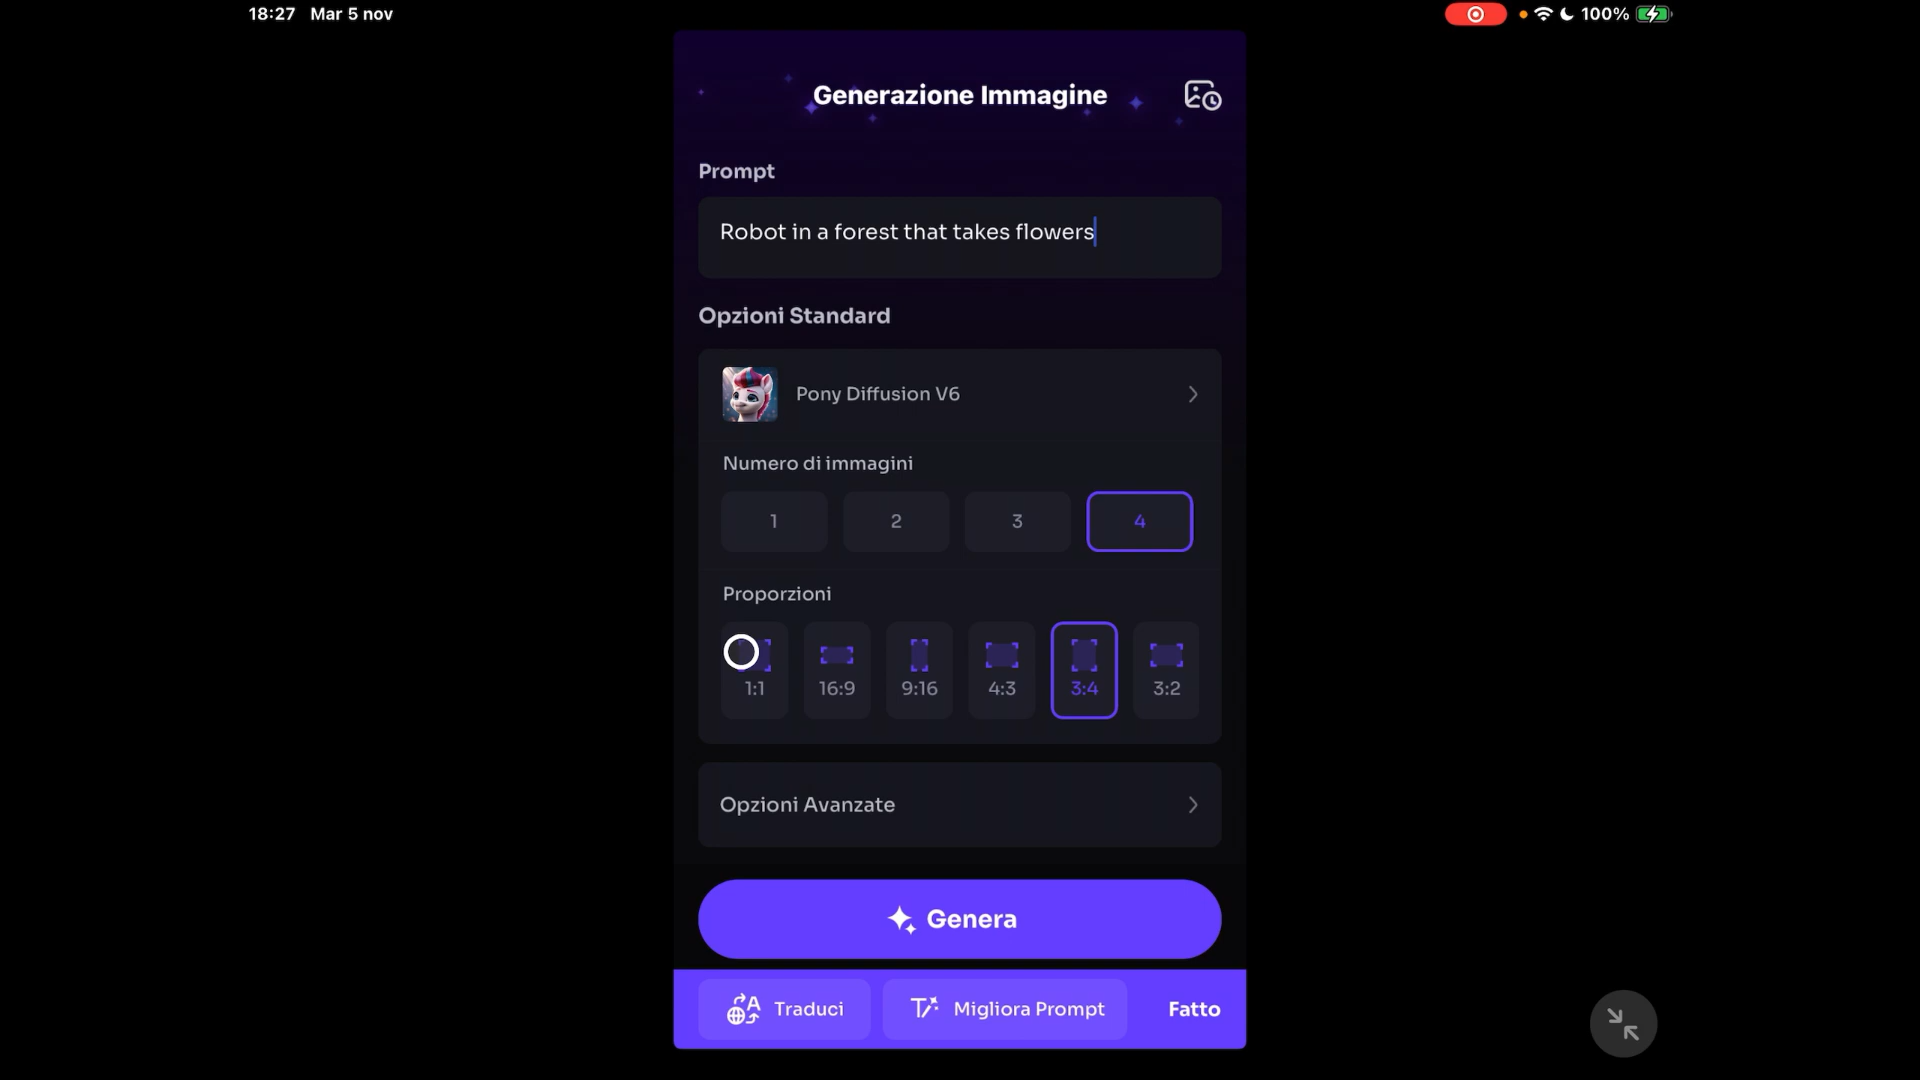 18:27 Mar 5 nov
100%
Generazione Immagine
Prompt
Robot in a forest that takes flowers
Opzioni Standard
Pony Diffusion V6
Numero di immagini
1 2 3 4
Proporzioni
1:1 16:9 9:16 4:3 3:4 3:2
Opzioni Avanzate
Genera
Traduci Migliora Prompt Fatto